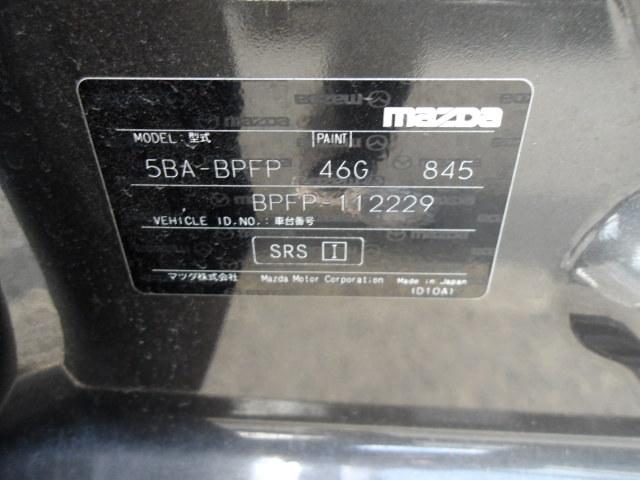 mazda
MODEL: 型式 PAINT
5BA-BPFP 46G 845
BPFP-112229
VEHICLE ID.NO.: 車台番号
SRS I
マツダ株式会社 Mazda Motor Corporation Made in Japan
(D10A)